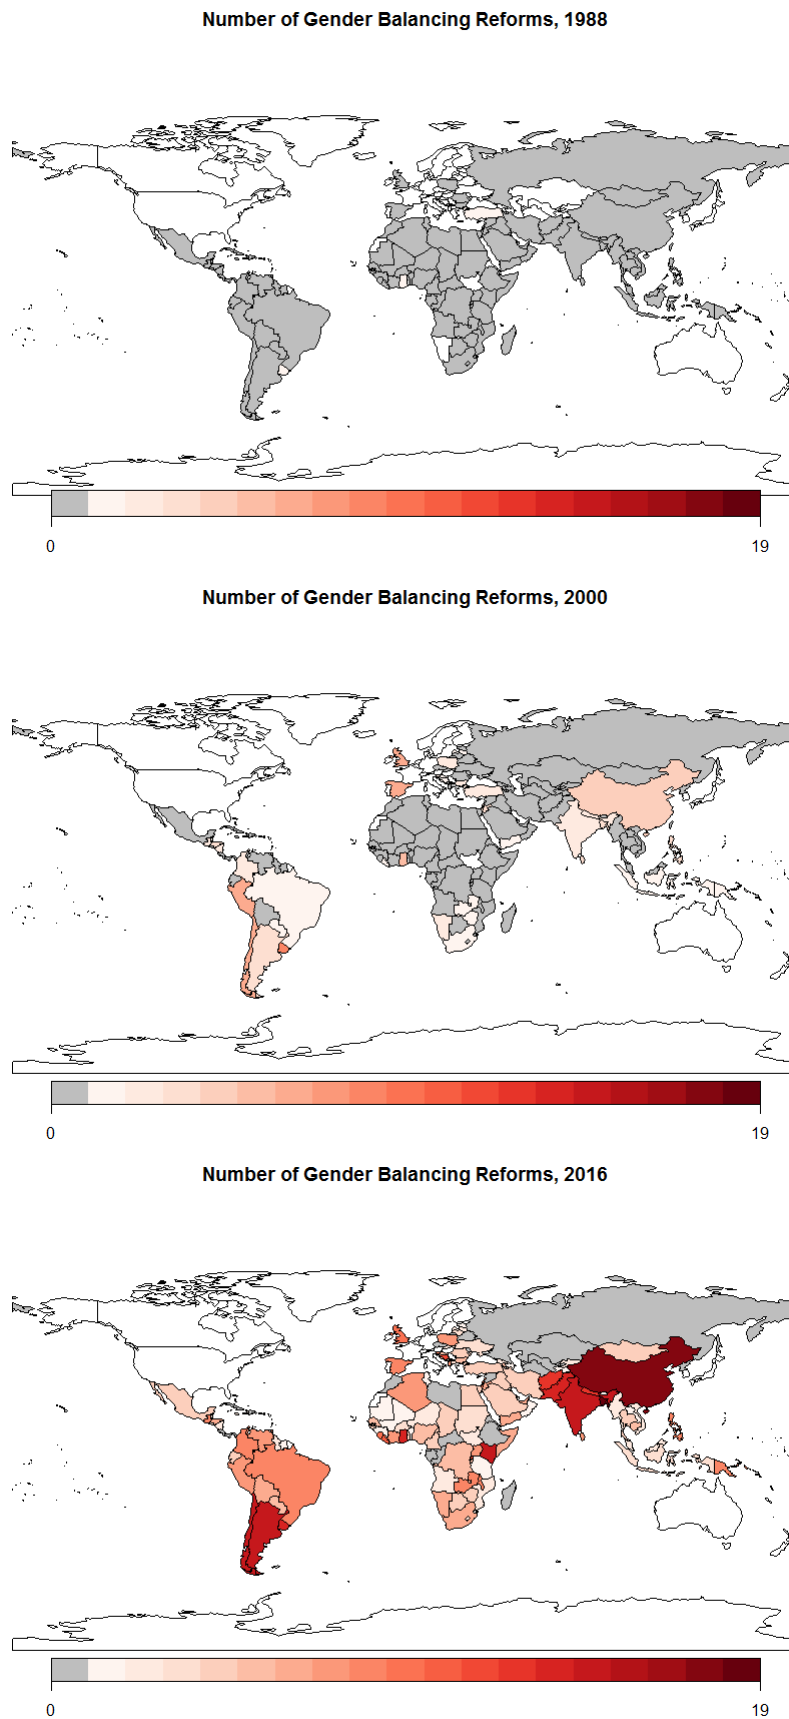 Number of Gender Balancing Reforms, 1988
0 19
Number of Gender Balancing Reforms, 2000
0 19
Number of Gender Balancing Reforms, 2016
0 19